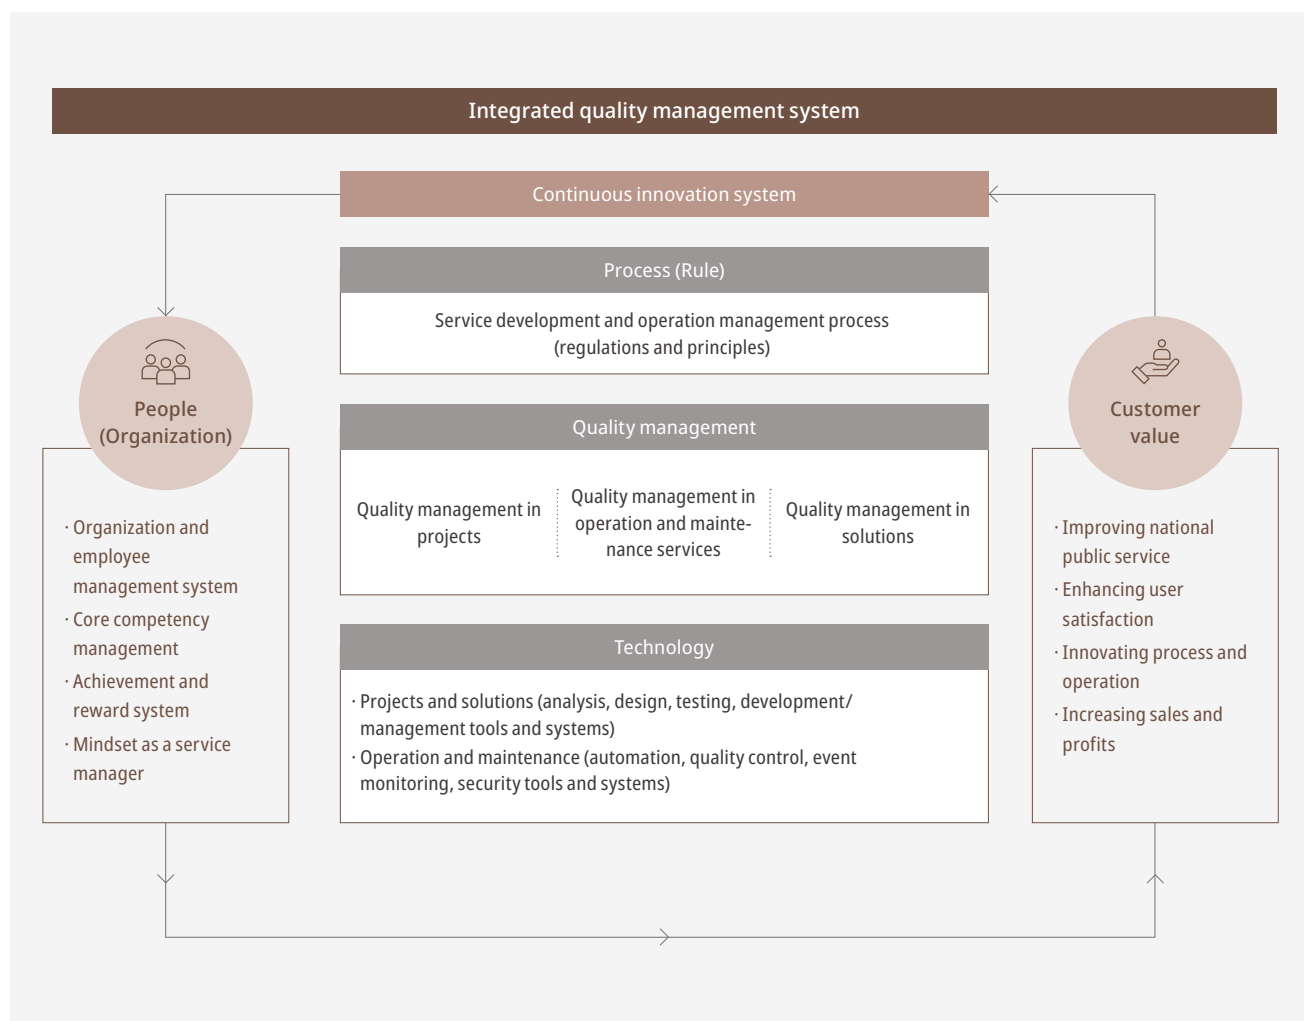 Integrated quality management system
Continuous innovation system
Process (Rule)
Service development and operation management process
(regulations and principles)
Quality management
Quality management in
projects
Quality management in
operation and mainte-
nance services
Quality management in
solutions
Technology
· Projects and solutions (analysis, design, testing, development/
management tools and systems)
· Operation and maintenance (automation, quality control, event
monitoring, security tools and systems)
People
(Organization)
· Organization and
employee
management system
· Core competency
management
· Achievement and
reward system
· Mindset as a service
manager
Customer
value
· Improving national
public service
· Enhancing user
satisfaction
· Innovating process and
operation
· Increasing sales and
profits